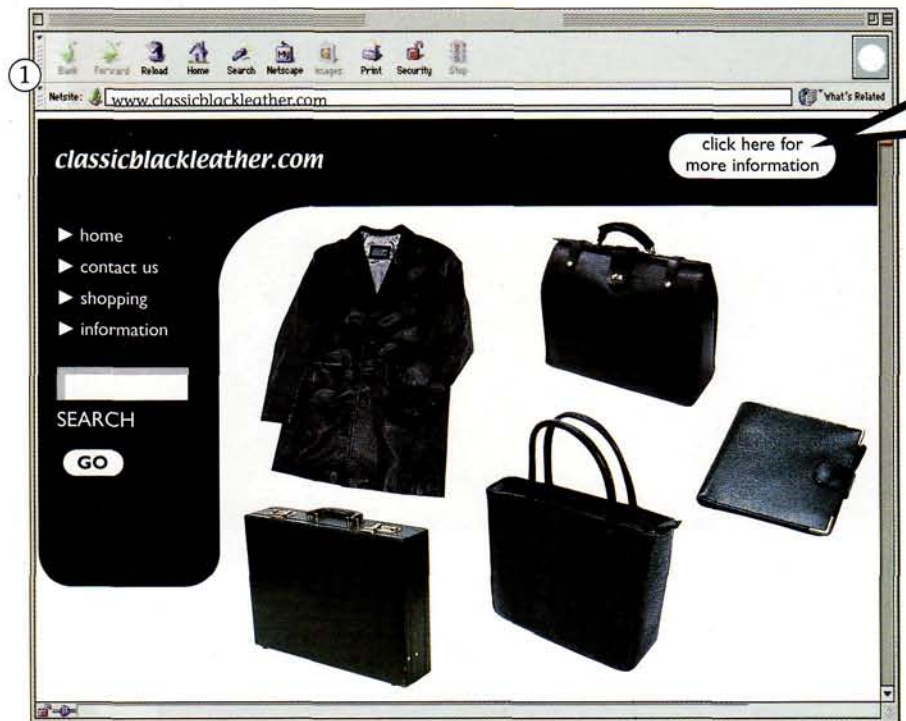 Back Forward Reload Home Search Netscape Images Print Security Stop
1
Netsite: www.classicblackleather.com What's Related
classicblackleather.com
click here for
more information
home
contact us
shopping
information
SEARCH
GO